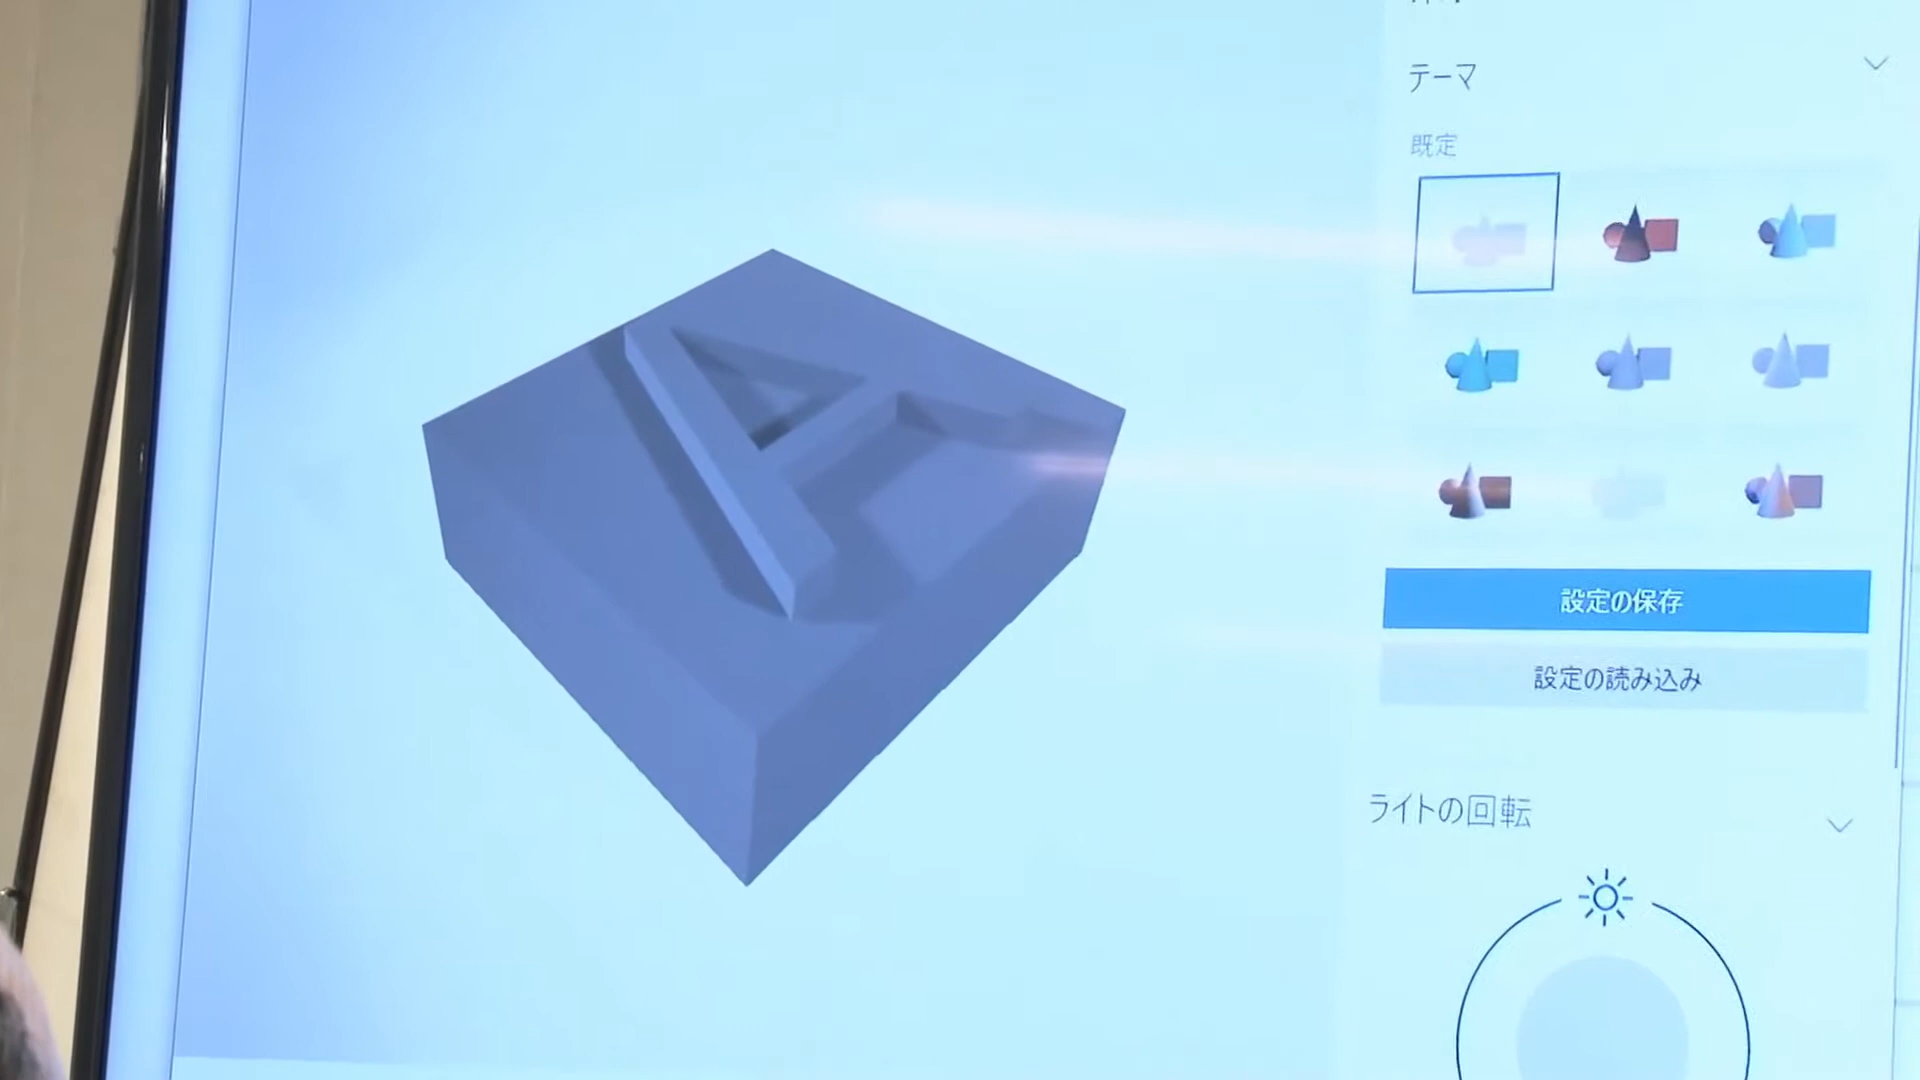 テーマ
既定
A
設定の保存
設定の読み込み
ライトの回転